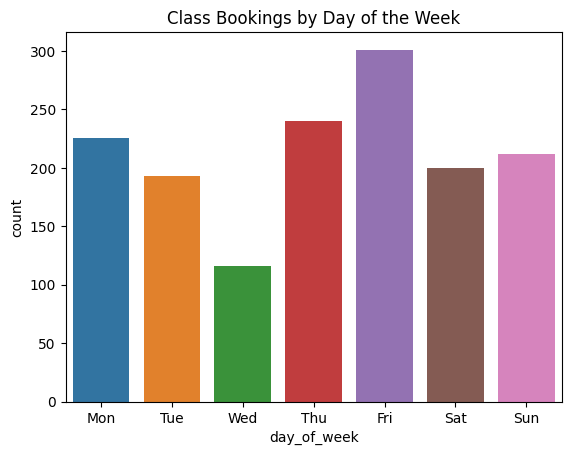 Class Bookings by Day of the Week
300
250
200
150
100
50
0
count
Mon Tue Wed Thu Fri Sat Sun
day_of_week